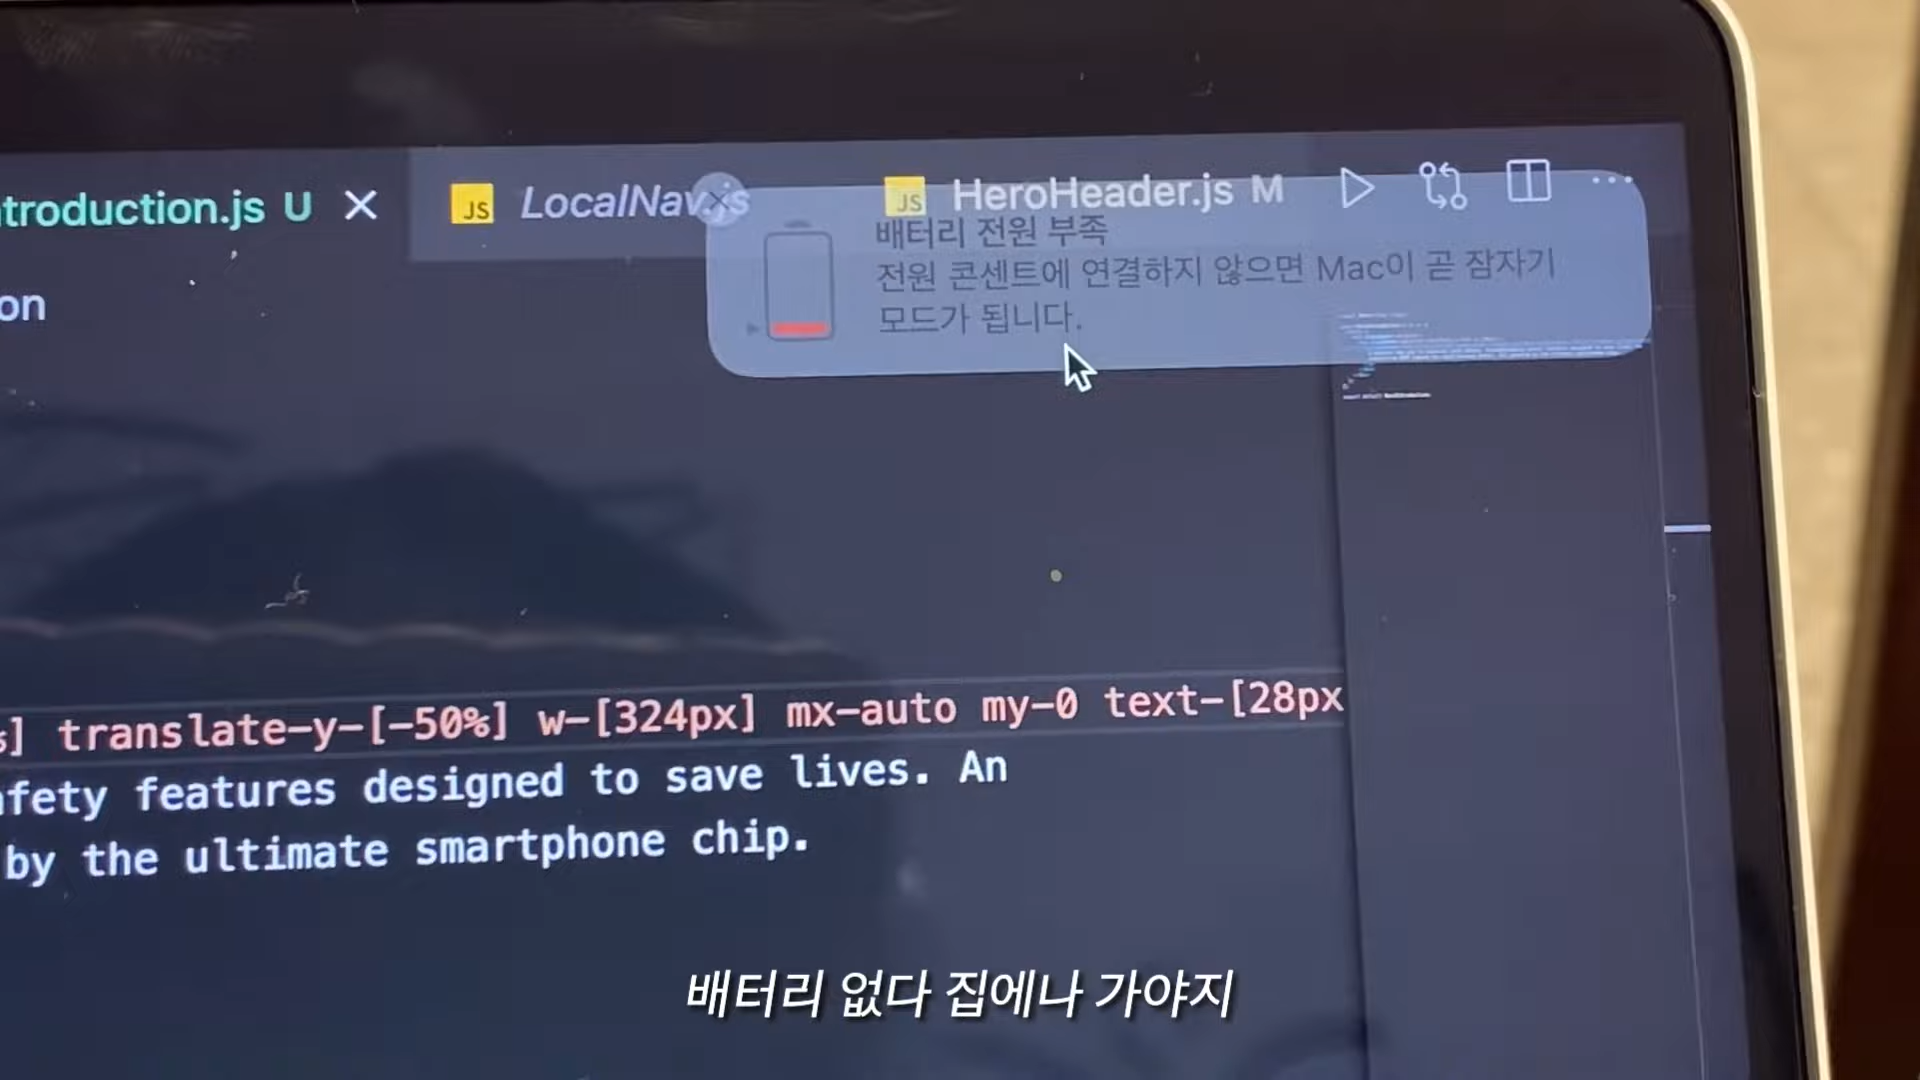 troduction.js U
JS LocalNav.js
JS HeroHeader.js M
on
배터리 전원 부족
전원 콘센트에 연결하지 않으면 Mac이 곧 잠자기
모드가 됩니다.
%] translate-y-[-50%] w-[324px] mx-auto my-0 text-[28px
afety features designed to save lives. An
by the ultimate smartphone chip.
배터리 없다 집에나 가야지